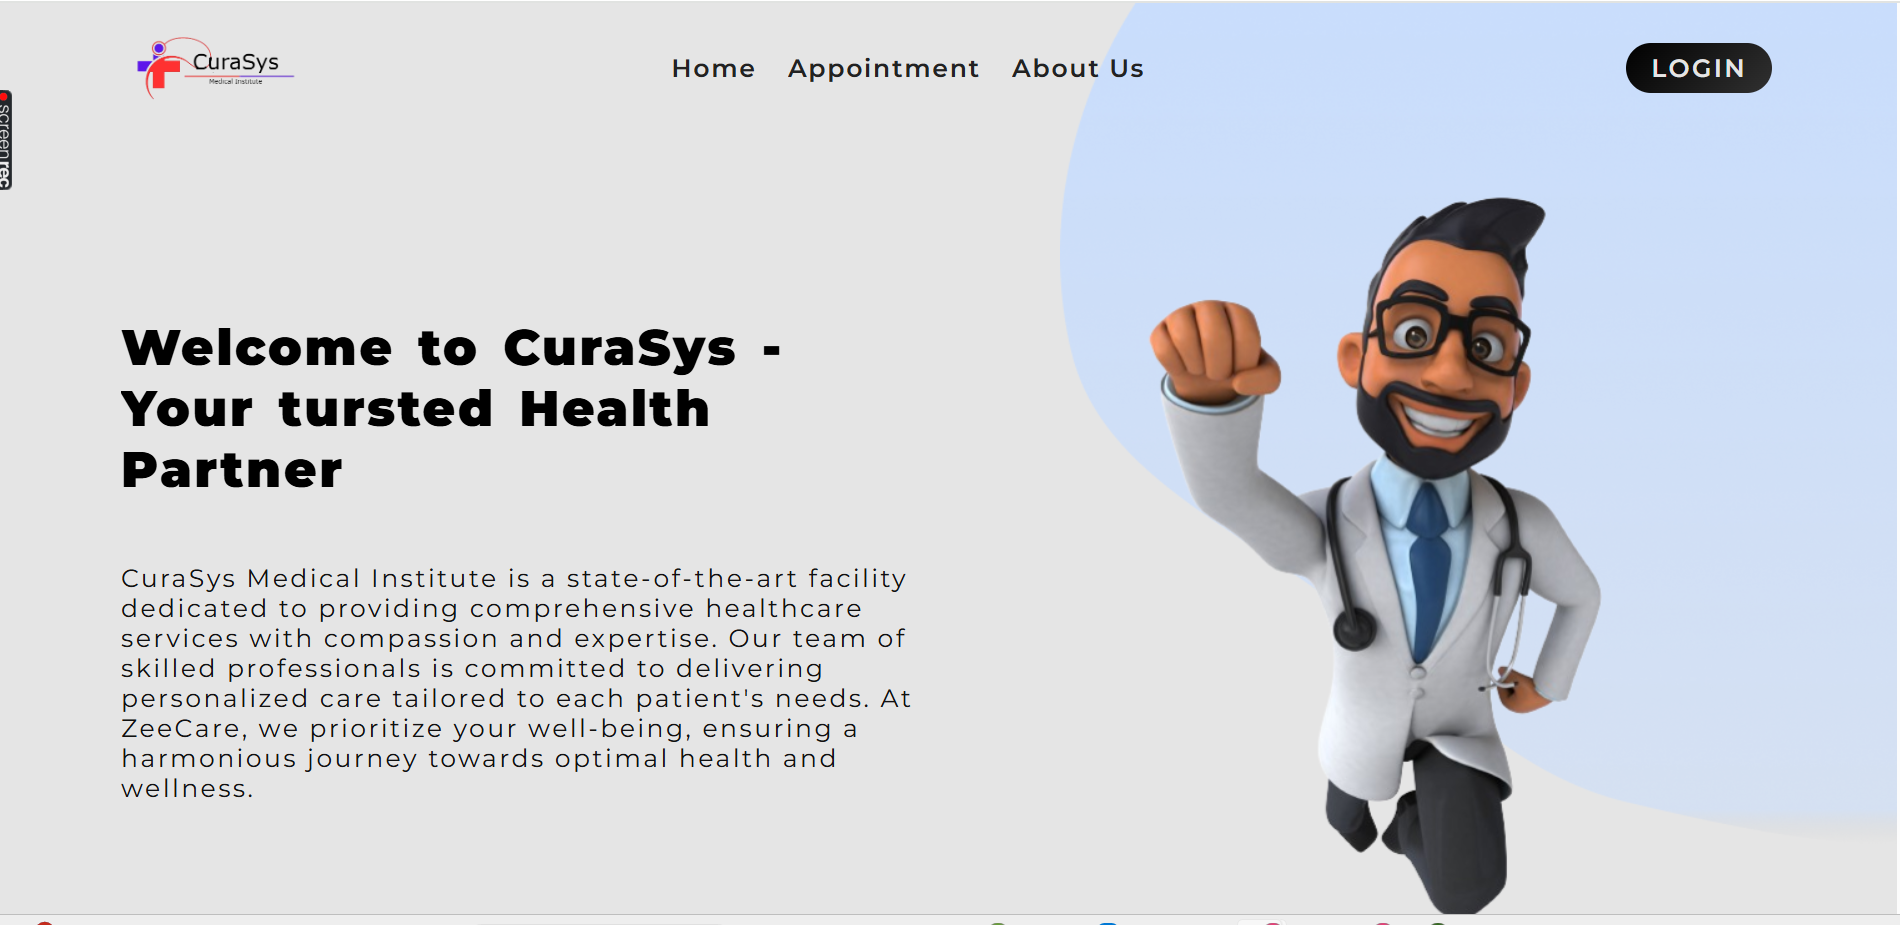 CuraSys
Medical Institute
Home Appointment About Us
LOGIN
screenrec
Welcome to CuraSys -
Your tursted Health
Partner
CuraSys Medical Institute is a state-of-the-art facility
dedicated to providing comprehensive healthcare
services with compassion and expertise. Our team of
skilled professionals is committed to delivering
personalized care tailored to each patient's needs. At
ZeeCare, we prioritize your well-being, ensuring a
harmonious journey towards optimal health and
wellness.